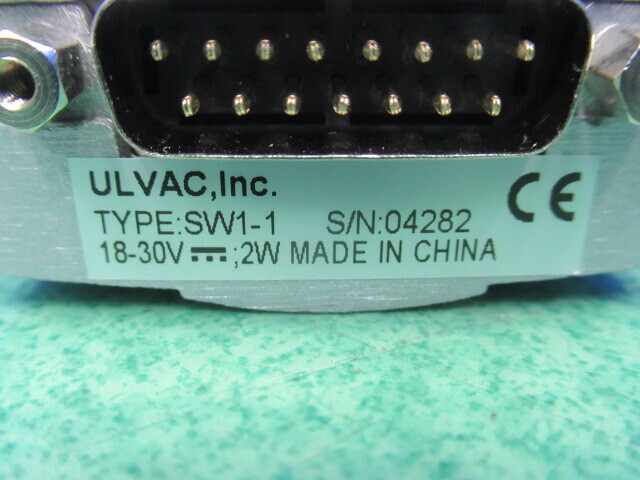 ULVAC,Inc.
TYPE:SW1-1 S/N:04282
18-30V ⎓;2W MADE IN CHINA
CE